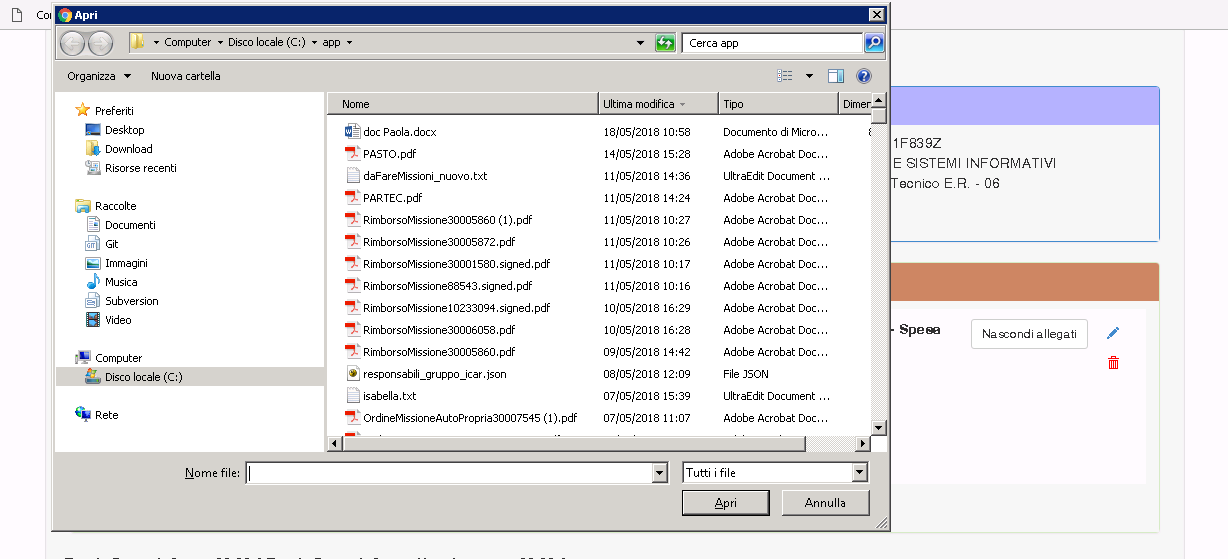 Apri
Computer Disco locale (C:) app
Cerca app
Organizza Nuova cartella
Nome Ultima modifica Tipo
Preferiti
Desktop
Download
Risorse recenti
Raccolte
Documenti
Git
Immagini
Musica
Subversion
Video
Computer
Disco locale (C:)
Rete
doc Paola.docx 18/05/2018 10:58 Documento di Micro...
PASTO.pdf 14/05/2018 15:28 Adobe Acrobat Doc...
daFareMissioni_nuovo.txt 11/05/2018 14:36 UltraEdit Document ...
PARTEC.pdf 11/05/2018 14:24 Adobe Acrobat Doc...
RimborsoMissione30005860 (1).pdf 11/05/2018 10:27 Adobe Acrobat Doc...
RimborsoMissione30005872.pdf 11/05/2018 10:26 Adobe Acrobat Doc...
RimborsoMissione30001580.signed.pdf 11/05/2018 10:17 Adobe Acrobat Doc...
RimborsoMissione88543.signed.pdf 11/05/2018 10:16 Adobe Acrobat Doc...
RimborsoMissione10233094.signed.pdf 10/05/2018 16:29 Adobe Acrobat Doc...
RimborsoMissione30006058.pdf 10/05/2018 16:28 Adobe Acrobat Doc...
RimborsoMissione30005860.pdf 09/05/2018 14:42 Adobe Acrobat Doc...
responsabili_gruppo_icar.json 08/05/2018 12:09 File JSON
isabella.txt 07/05/2018 15:39 UltraEdit Document ...
OrdineMissioneAutoPropria30007545 (1).pdf 07/05/2018 11:07 Adobe Acrobat Doc...
Nome file:
Tutti i file
Apri Annulla
1F839Z
E SISTEMI INFORMATIVI
Tecnico E.R. - 06
- Spesa
Nascondi allegati